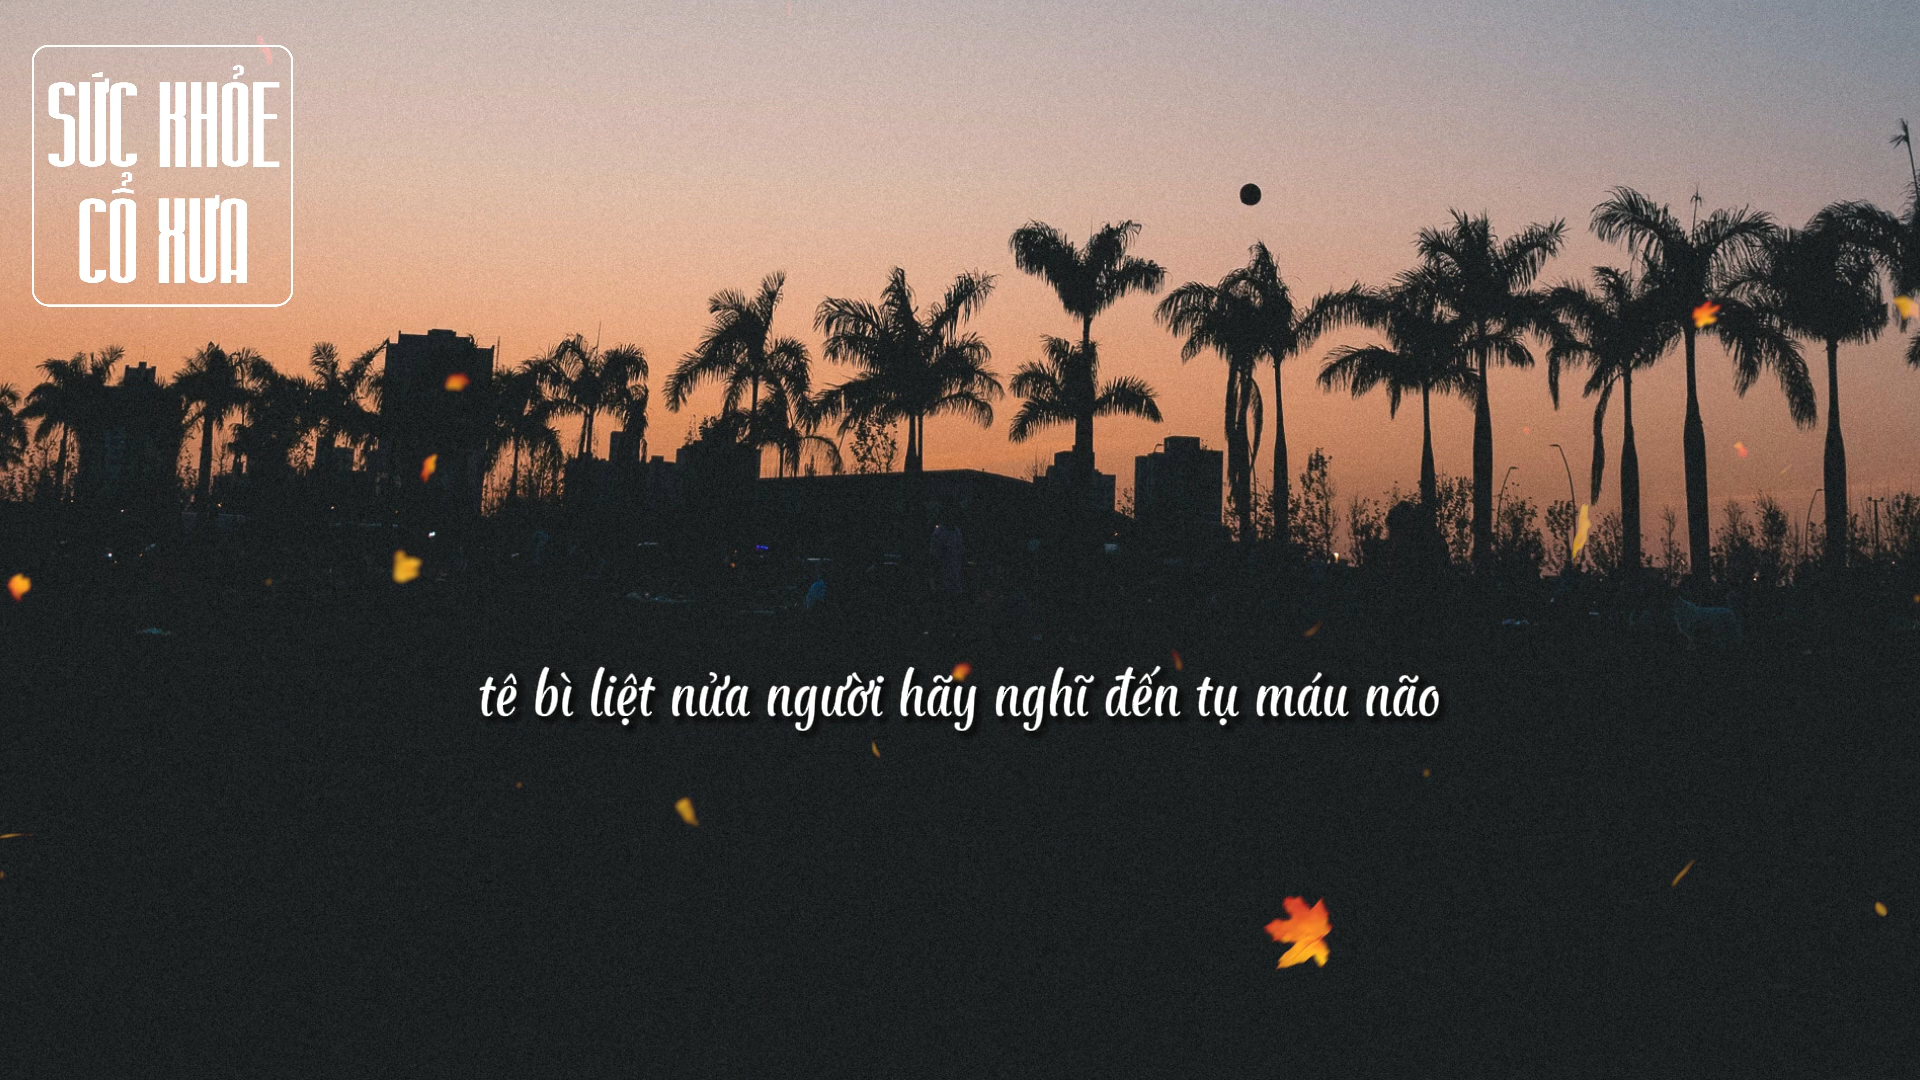 SỨC KHỎE
CỔ XƯA
tê bì liệt nửa người hãy nghĩ đến tụ máu não